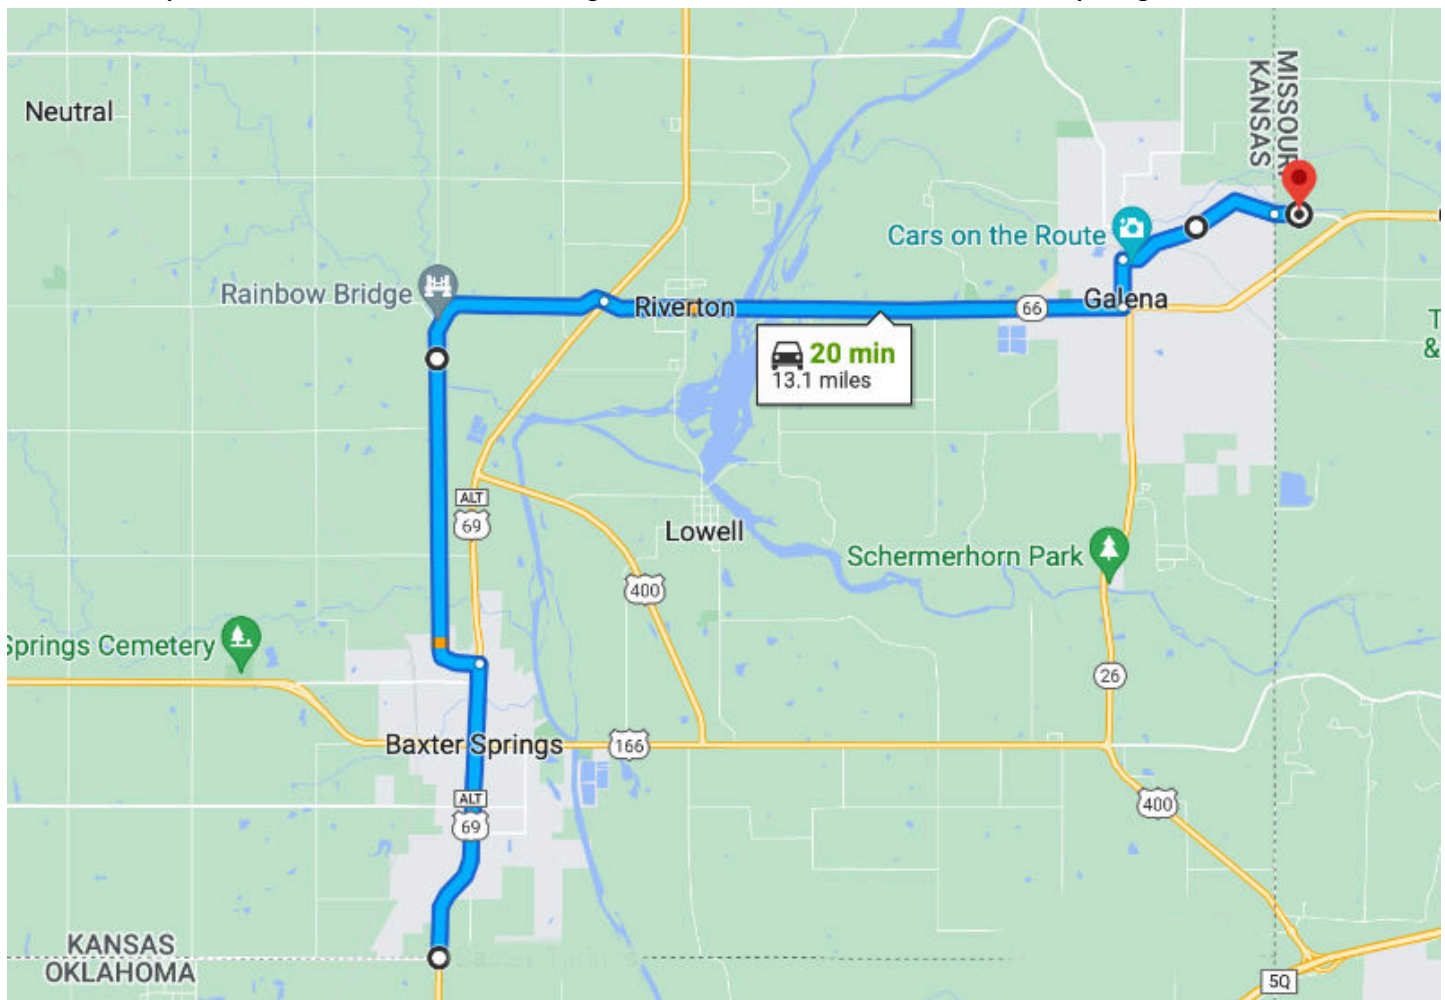 Neutral
MISSOURI
KANSAS
Cars on the Route
Rainbow Bridge
Riverton
66
Galena
20 min
13.1 miles
T
&
ALT
69
Lowell
400
Schermerhorn Park
Springs Cemetery
26
Baxter Springs
166
ALT
69
400
KANSAS
OKLAHOMA
5Q